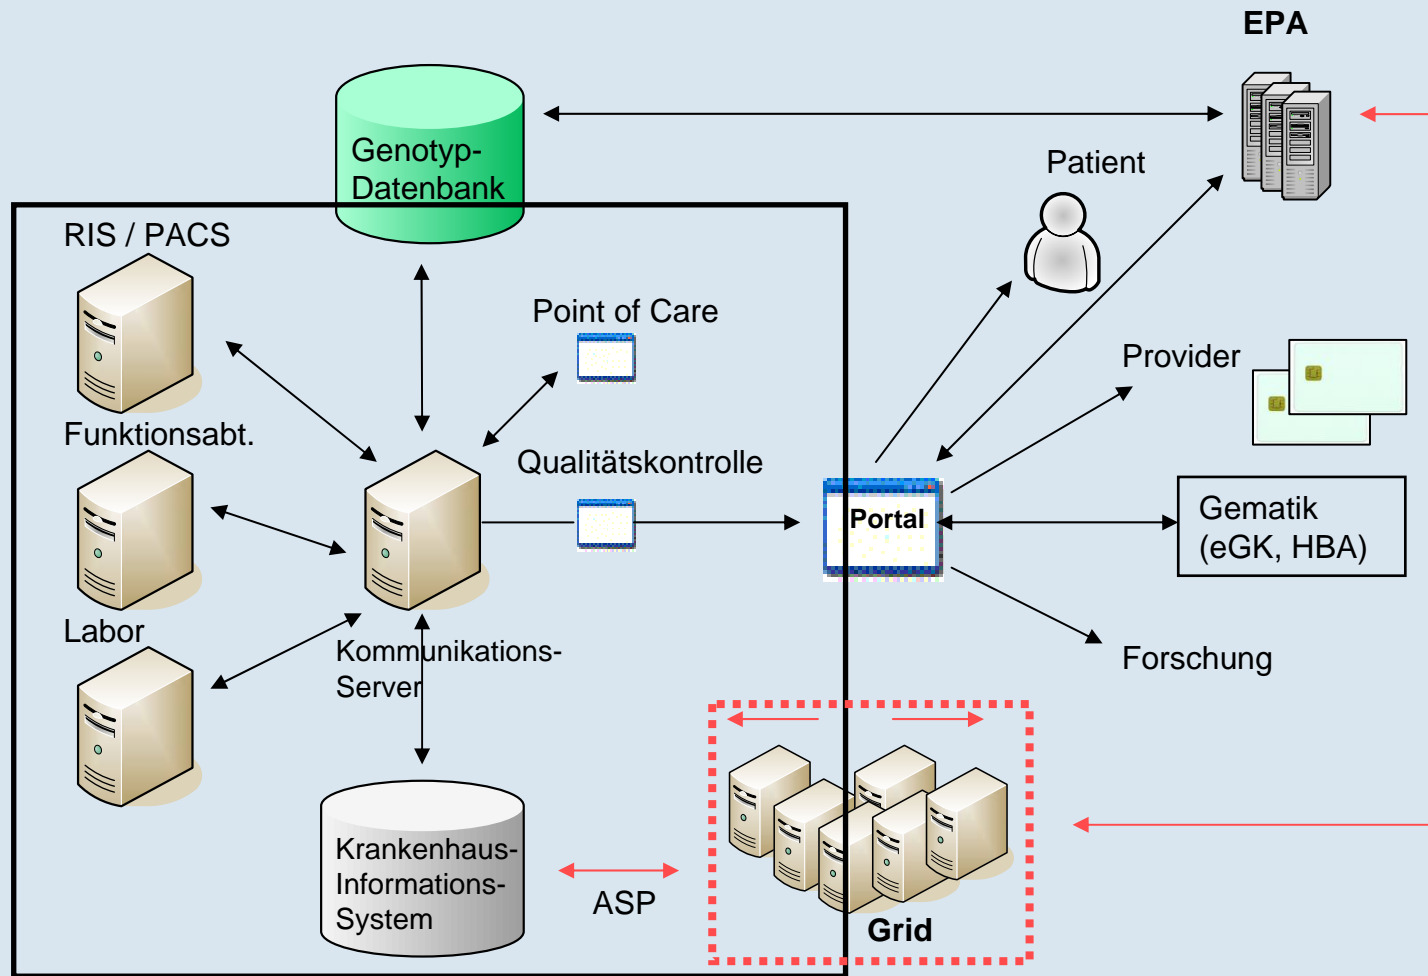 EPA
Genotyp-
Datenbank
Patient
RIS / PACS
Point of Care
Provider
Funktionsabt.
Qualitätskontrolle
Portal
Gematik
(eGK, HBA)
Labor
Kommunikations-
Server
Forschung
Krankenhaus-
Informations-
System
ASP
Grid